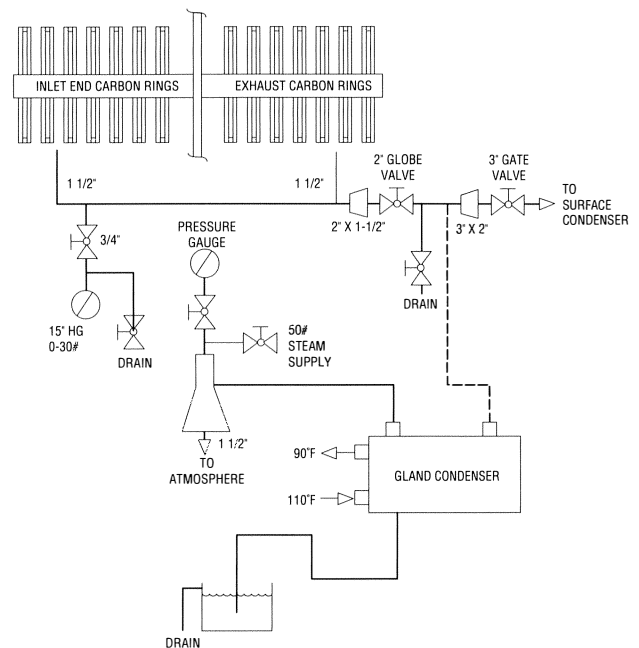 INLET END CARBON RINGS
EXHAUST CARBON RINGS
1 1/2"
1 1/2"
2" GLOBE
VALVE
3" GATE
VALVE
TO
SURFACE
CONDENSER
2" X 1-1/2"
3" X 2"
3/4"
PRESSURE
GAUGE
DRAIN
15" HG
0-30#
DRAIN
50#
STEAM
SUPPLY
1 1/2"
TO
ATMOSPHERE
90°F
110°F
GLAND CONDENSER
DRAIN